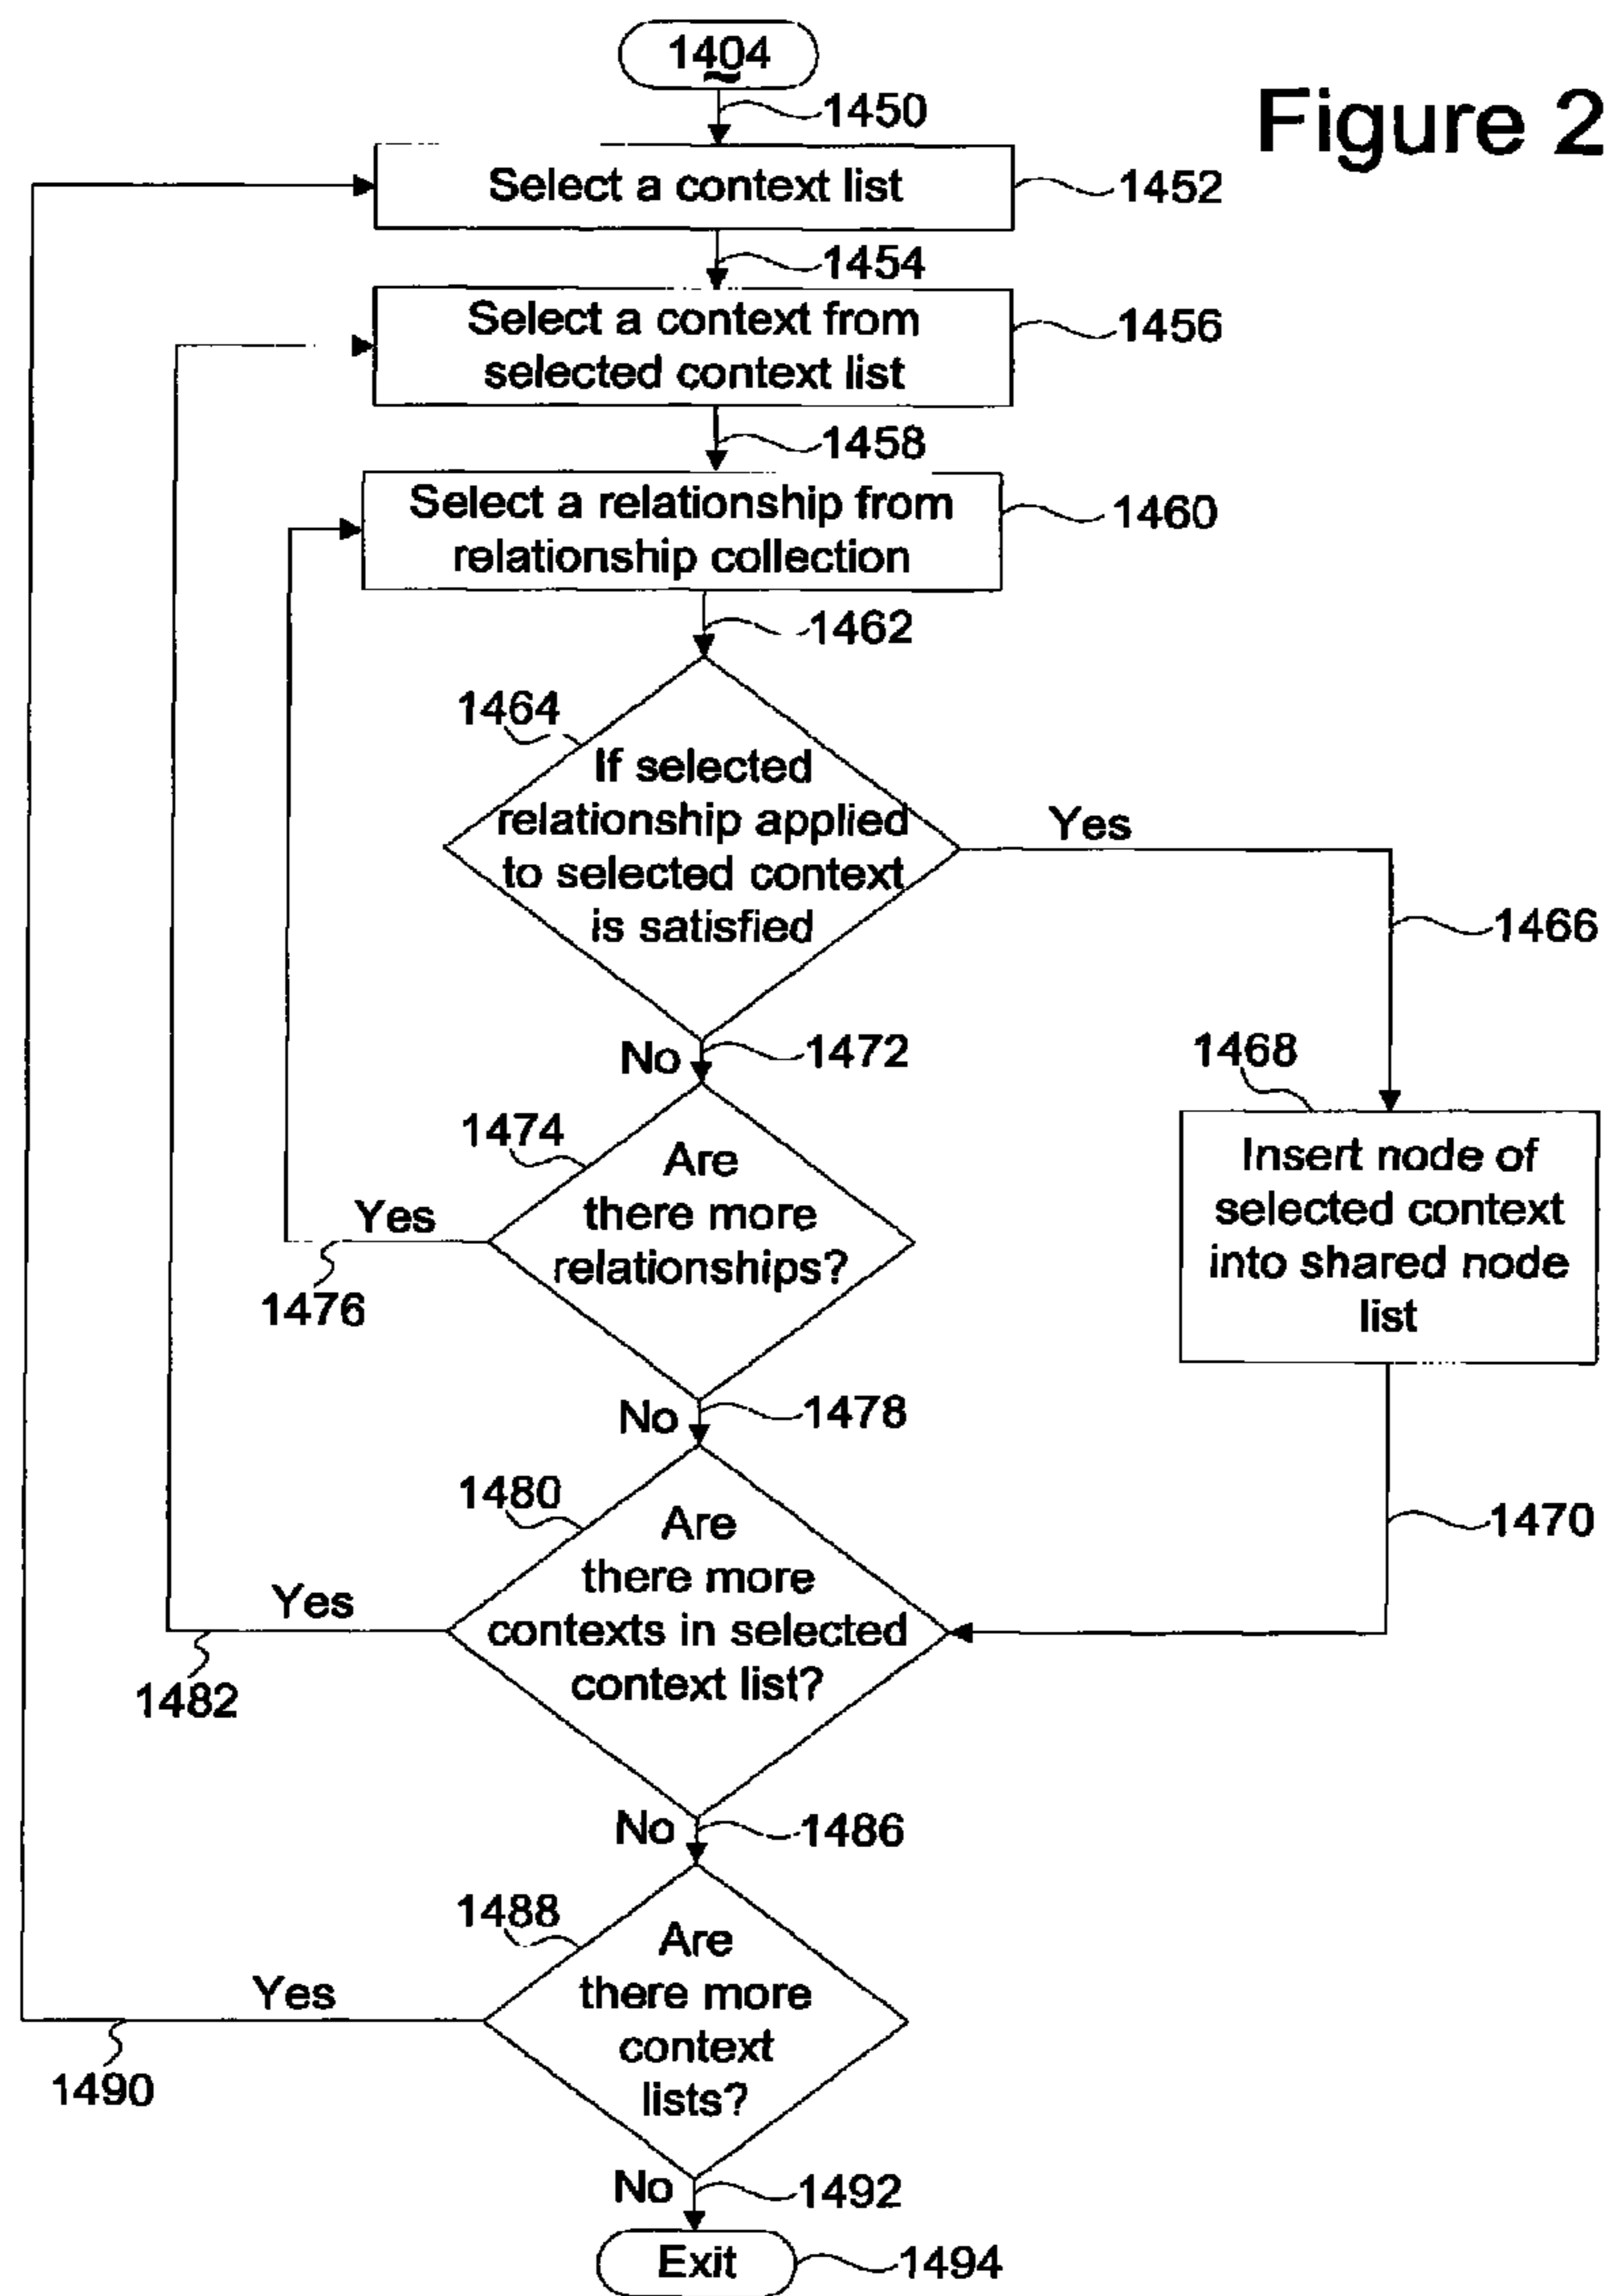 1404
Figure 2
1450
Select a context list
1452
1454
Select a context from
selected context list
1456
1458
Select a relationship from
relationship collection
1460
1462
1464
If selected
relationship applied
to selected context
is satisfied
Yes
1466
No
1472
1468
Insert node of
selected context
into shared node
list
1474
Are
there more
relationships?
Yes
1476
No
1478
1480
Are
there more
contexts in selected
context list?
Yes
1482
1470
No
1486
1488
Are
there more
context
lists?
Yes
1490
No
1492
Exit
1494